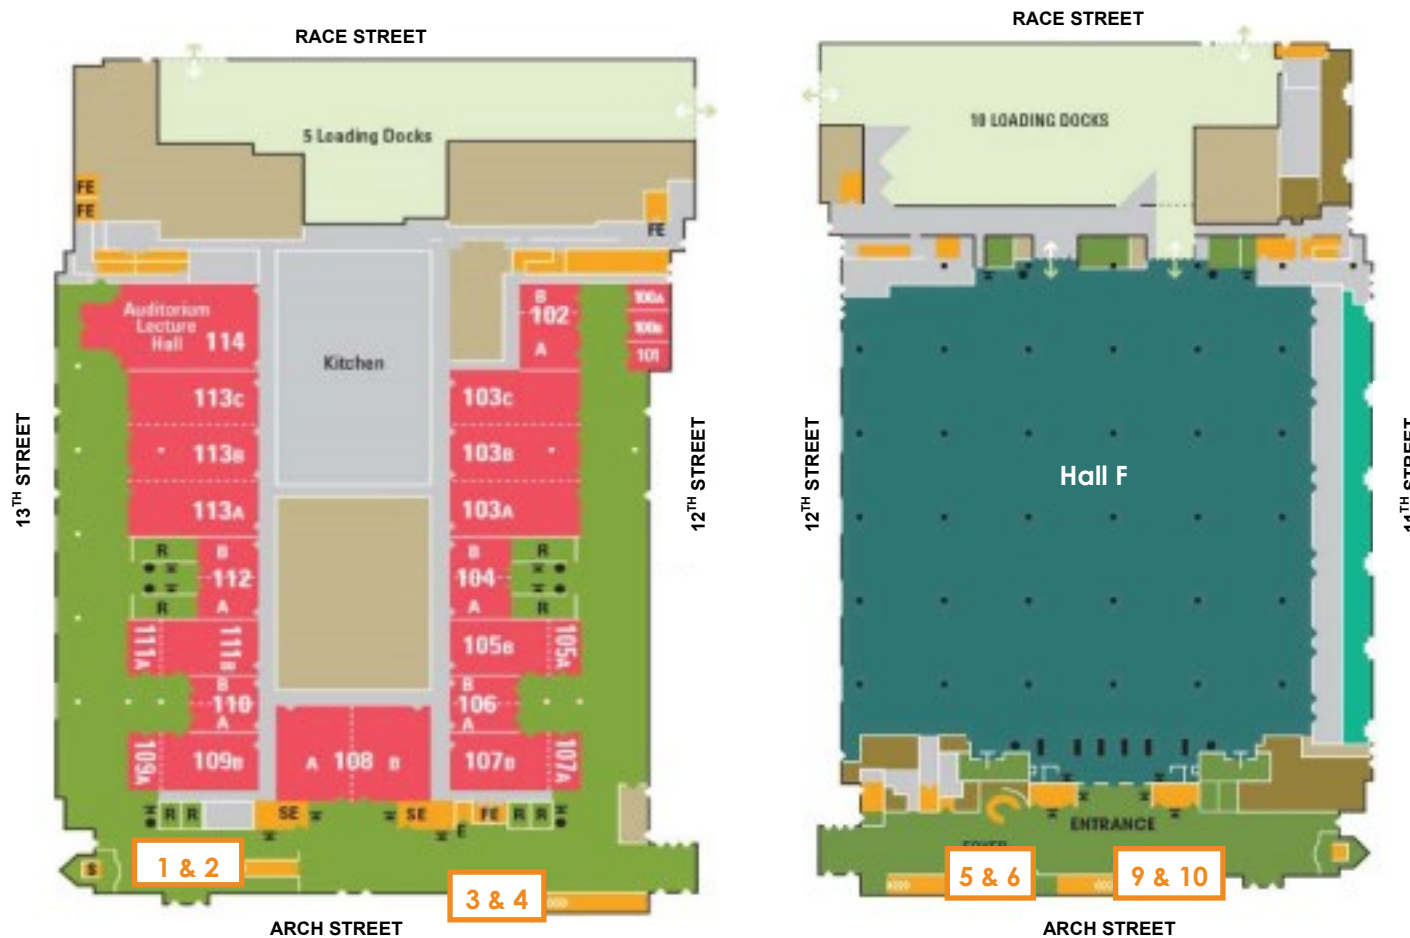 RACE STREET
5 Loading Docks
FE
FE
FE
Auditorium
Lecture
Hall
114
Kitchen
B
102
A
100A
100B
101
113C
103C
113B
103B
113A
103A
R
B
112
A
R
B
104
A
R
R
111A
111B
105B
105A
B
110
A
B
106
A
109A
109B
A 108 B
107B
107A
R R
SE
SE
E
FE
R R
S
1 & 2
3 & 4
13TH STREET
12TH STREET
ARCH STREET
RACE STREET
10 LOADING DOCKS
Hall F
12TH STREET
11TH STREET
ENTRANCE
FOYER
5 & 6
9 & 10
ARCH STREET